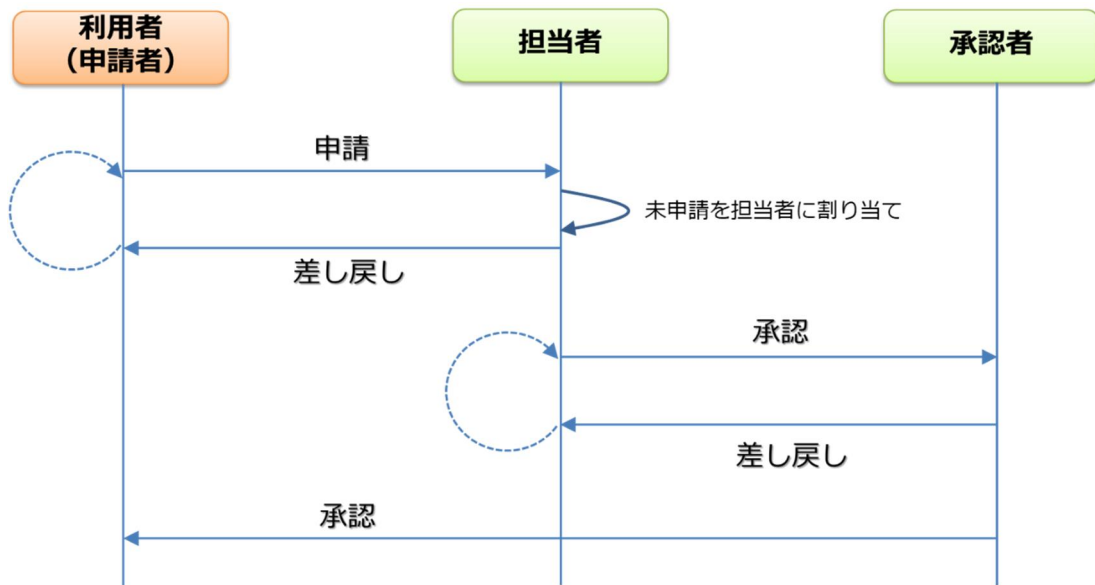 利用者
（申請者）
担当者
承認者
申請
未申請を担当者に割り当て
差し戻し
承認
差し戻し
承認